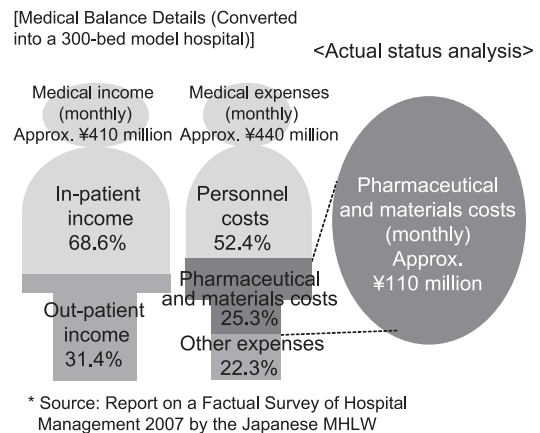 [Medical Balance Details (Converted
into a 300-bed model hospital)]
<Actual status analysis>
Medical income
(monthly)
Approx. ¥410 million
In-patient
income
68.6%
Out-patient
income
31.4%
Medical expenses
(monthly)
Approx. ¥440 million
Personnel
costs
52.4%
Pharmaceutical
and materials costs
25.3%
Other expenses
22.3%
Pharmaceutical
and materials costs
(monthly)
Approx.
¥110 million
* Source: Report on a Factual Survey of Hospital
Management 2007 by the Japanese MHLW